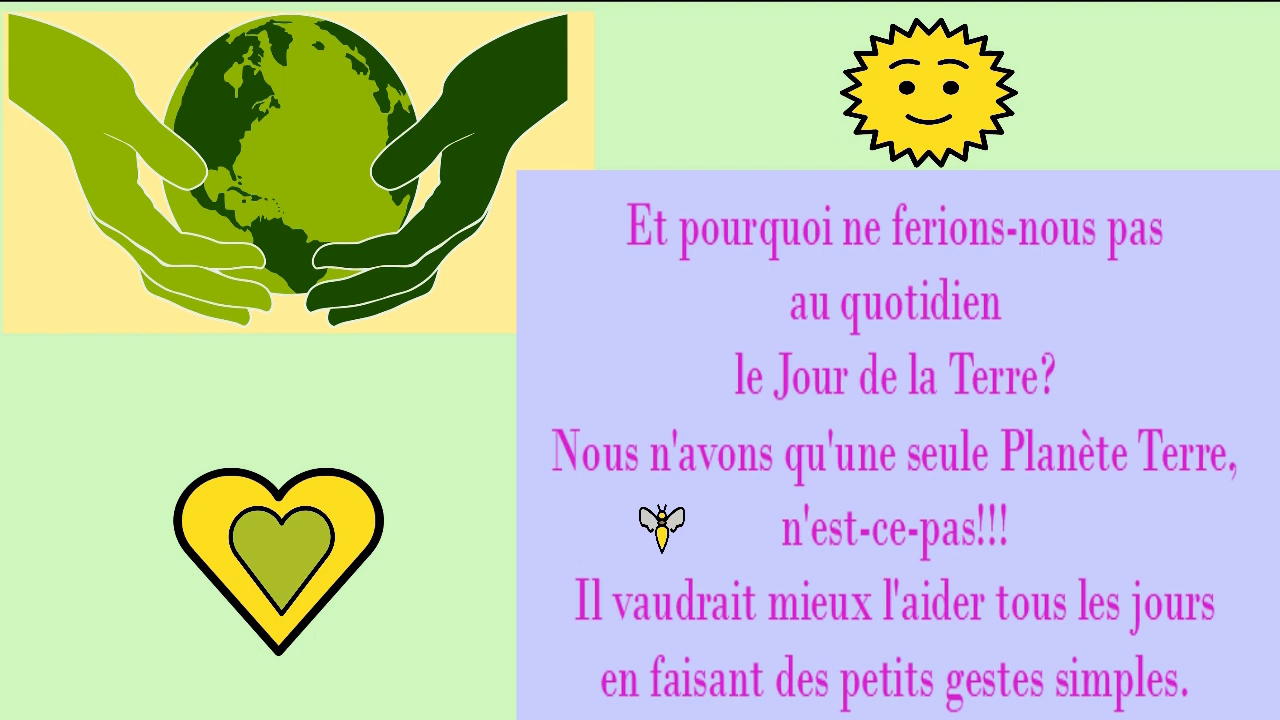 Et pourquoi ne ferions-nous pas
au quotidien
le Jour de la Terre?
Nous n'avons qu'une seule Planète Terre,
n'est-ce-pas!!!
Il vaudrait mieux l'aider tous les jours
en faisant des petits gestes simples.